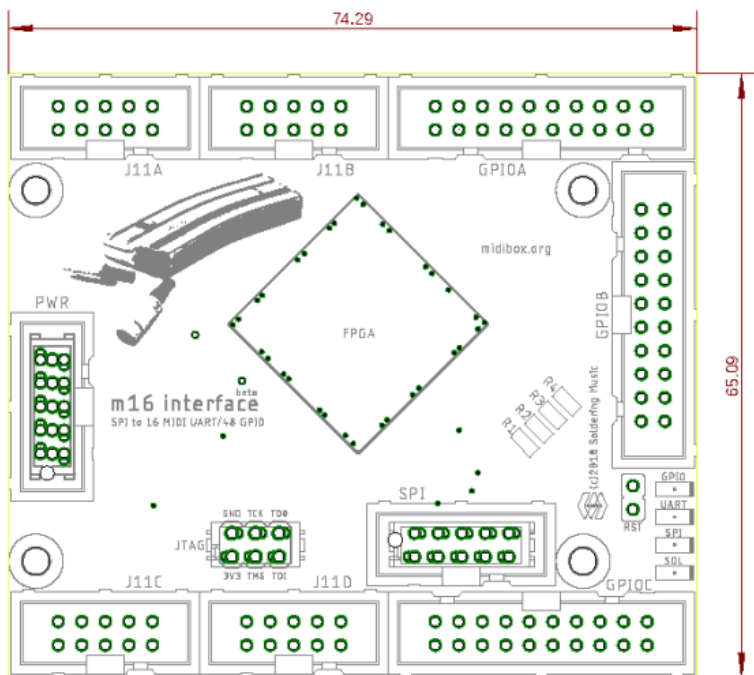 74.29
J11A
J11B
GPIOA
midibox.org
PWR
FPGA
GPIOB
65.09
beta
m16 interface
SPI to 16 MIDI UART/48 GPIO
R1
R2
R3
R4
(c)2018 Soldering Music
GPIO
UART
SPI
SOL
RST
SPI
GND TCK TDO
JTAG
3V3 TMS TDI
J11C
J11D
GPIOC